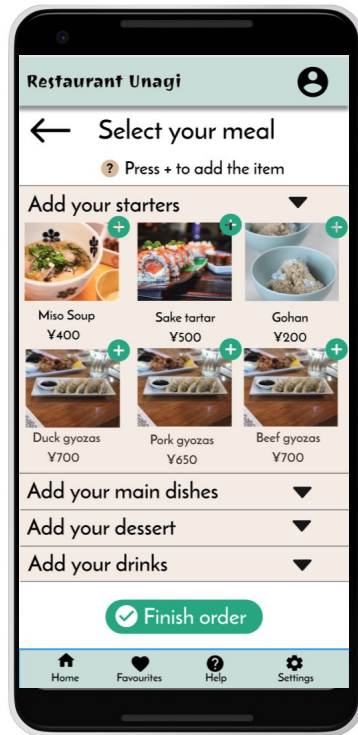 Restaurant Unagi
Select your meal
? Press + to add the item
Add your starters
+ + +
Miso Soup Sake tartar Gohan
¥400 ¥500 ¥200
+ + +
Duck gyozas Pork gyozas Beef gyozas
¥700 ¥650 ¥700
Add your main dishes
Add your dessert
Add your drinks
Finish order
? 
Home Favourites Help Settings